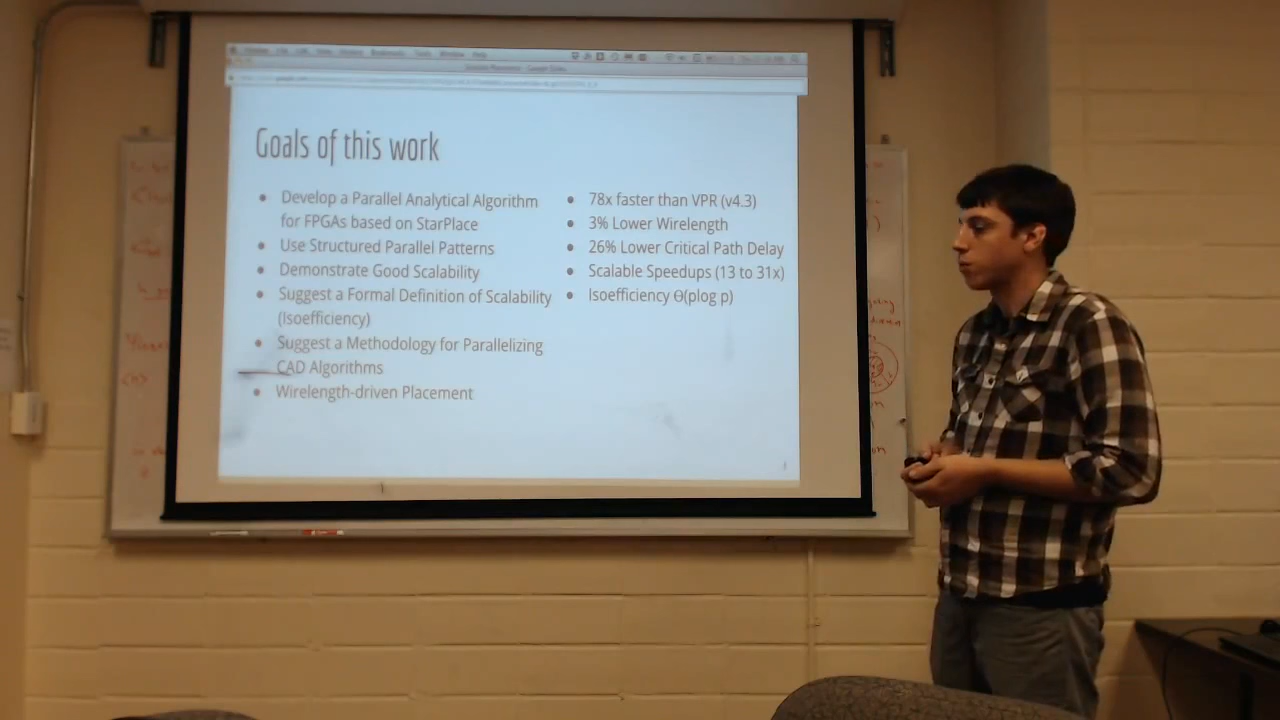 Goals of this work
• Develop a Parallel Analytical Algorithm
for FPGAs based on StarPlace
• Use Structured Parallel Patterns
• Demonstrate Good Scalability
• Suggest a Formal Definition of Scalability
(Isoefficiency)
• Suggest a Methodology for Parallelizing
CAD Algorithms
• Wirelength-driven Placement
• 78x faster than VPR (v4.3)
• 3% Lower Wirelength
• 26% Lower Critical Path Delay
• Scalable Speedups (13 to 31x)
• Isoefficiency Θ(plog p)